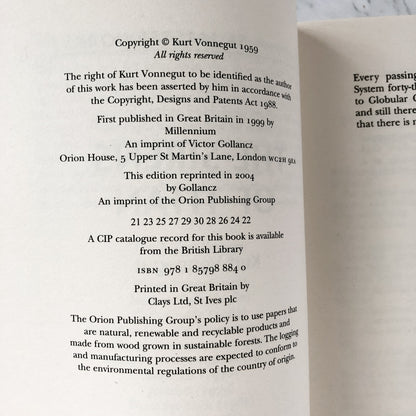 Copyright © Kurt Vonnegut 1959
All rights reserved
The right of Kurt Vonnegut to be identified as the author
of this work has been asserted by him in accordance with
the Copyright, Designs and Patents Act 1988.
First published in Great Britain in 1999 by
Millennium
An imprint of Victor Gollancz
Orion House, 5 Upper St Martin's Lane, London WC2H 9EA
This edition reprinted in 2004
by Gollancz
An imprint of the Orion Publishing Group
21 23 25 27 29 30 28 26 24 22
A CIP catalogue record for this book is available
from the British Library
ISBN 978 1 85798 884 0
Printed in Great Britain by
Clays Ltd, St Ives plc
The Orion Publishing Group's policy is to use papers that
are natural, renewable and recyclable products and
made from wood grown in sustainable forests. The logging
and manufacturing processes are expected to conform to
the environmental regulations of the country of origin.
Every passing
System forty-th
to Globular C
and still there
that there is n